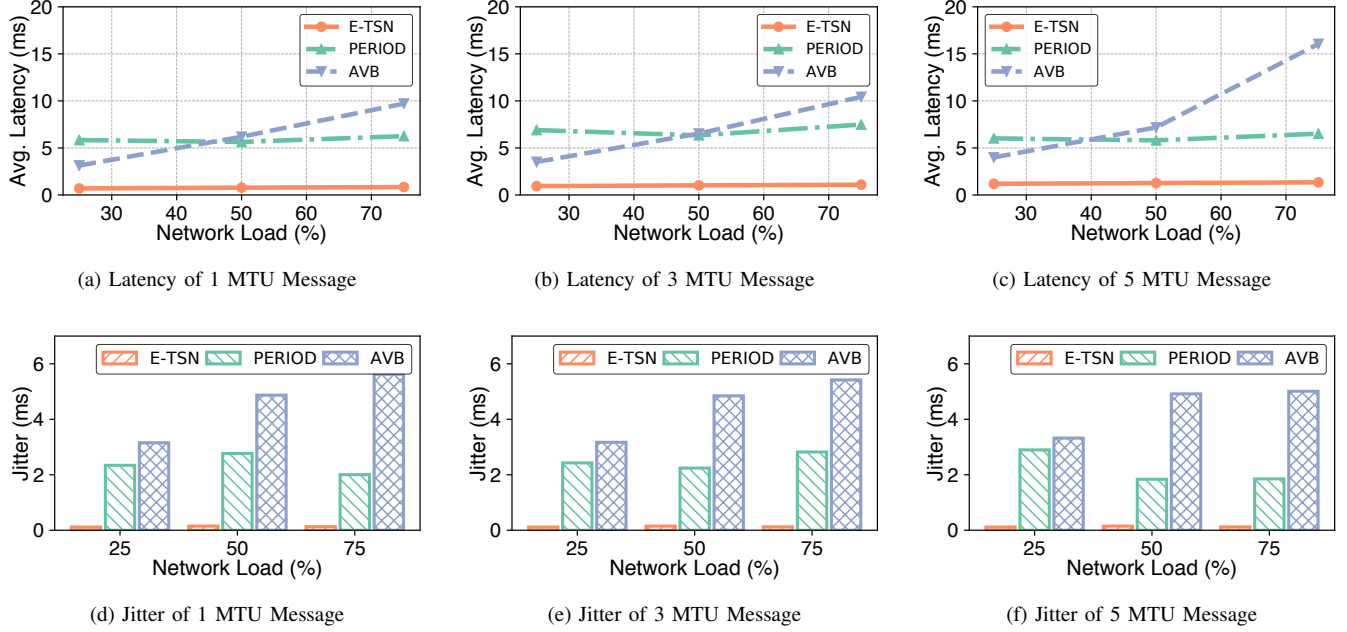 Avg. Latency (ms)
20
15
10
5
0
E-TSN
PERIOD
AVB
30 40 50 60 70
Network Load (%)
(a) Latency of 1 MTU Message
Avg. Latency (ms)
20
15
10
5
0
E-TSN
PERIOD
AVB
30 40 50 60 70
Network Load (%)
(b) Latency of 3 MTU Message
Avg. Latency (ms)
20
15
10
5
0
E-TSN
PERIOD
AVB
30 40 50 60 70
Network Load (%)
(c) Latency of 5 MTU Message
Jitter (ms)
6
4
2
0
E-TSN PERIOD AVB
25 50 75
Network Load (%)
(d) Jitter of 1 MTU Message
Jitter (ms)
6
4
2
0
E-TSN PERIOD AVB
25 50 75
Network Load (%)
(e) Jitter of 3 MTU Message
Jitter (ms)
6
4
2
0
E-TSN PERIOD AVB
25 50 75
Network Load (%)
(f) Jitter of 5 MTU Message